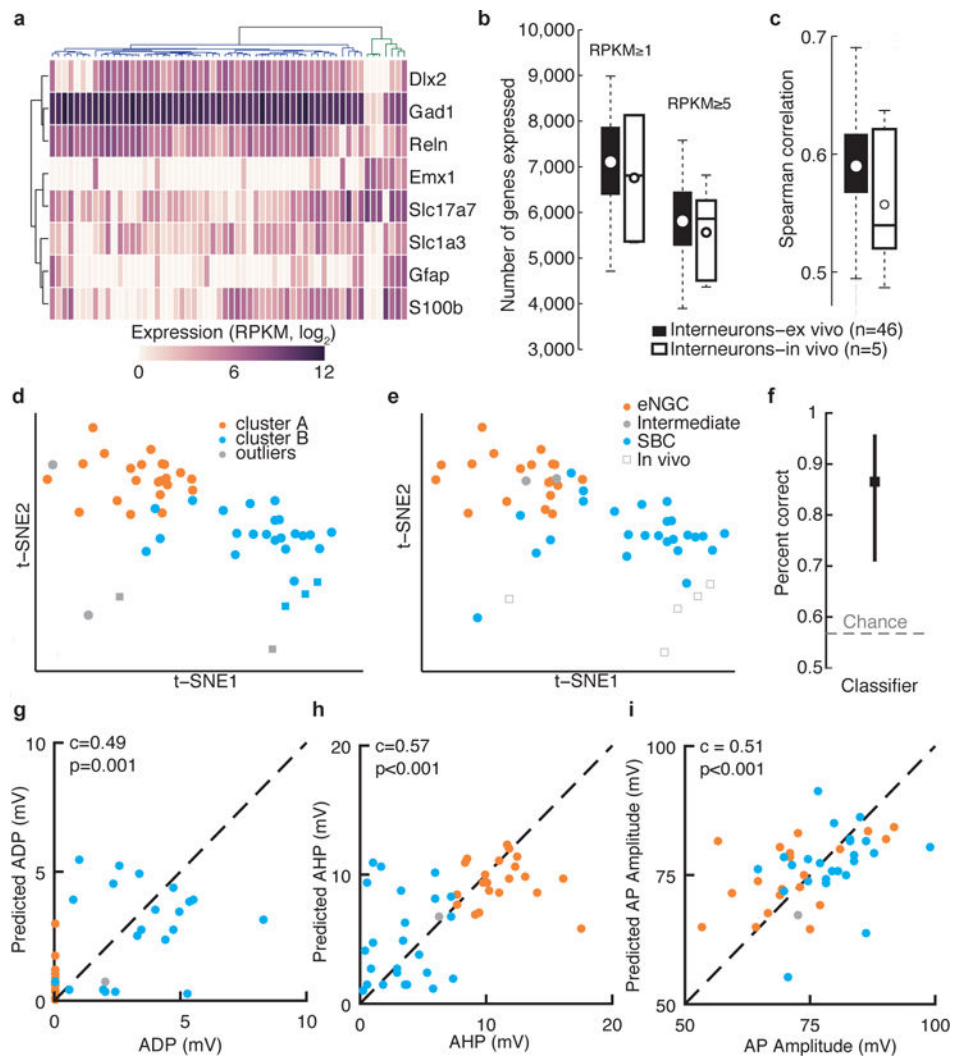 a
Dlx2
Gad1
Reln
Emx1
Slc17a7
Slc1a3
Gfap
S100b
Expression (RPKM, log2)
0 6 12
b
10,000
9,000
8,000
7,000
6,000
5,000
4,000
3,000
Number of genes expressed
RPKM≥1
RPKM≥5
c
0.7
0.6
0.5
Spearman correlation
Interneurons-ex vivo (n=46)
Interneurons-in vivo (n=5)
d
cluster A
cluster B
outliers
t-SNE2
t-SNE1
e
eNGC
Intermediate
SBC
In vivo
t-SNE1
f
1
0.9
0.8
0.7
0.6
0.5
Percent correct
Chance
Classifier
g
c=0.49
p=0.001
10
5
0
Predicted ADP (mV)
0 5 10
ADP (mV)
h
c=0.57
p<0.001
20
10
0
Predicted AHP (mV)
0 10 20
AHP (mV)
i
c = 0.51
p<0.001
100
75
50
Predicted AP Amplitude (mV)
50 75 100
AP Amplitude (mV)